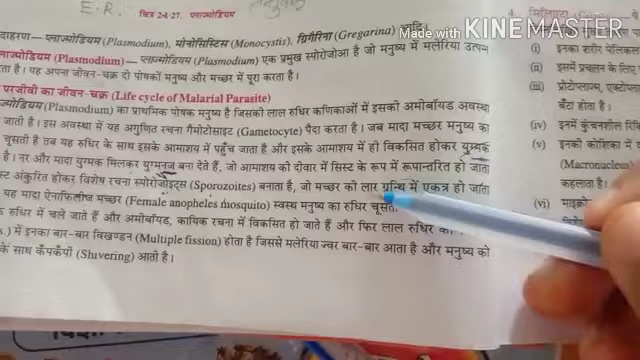 E.R.
चित्र 2.1.27. प्लाज्मोडियम
Made with KINEMASTER
दाहरण — प्लाज्मोडियम (Plasmodium), मोनोसिस्टिस (Monocystis), ग्रिगैरिना (Gregarina) आदि।
लाज्मोडियम (Plasmodium) — प्लाज्मोडियम एक प्रमुख स्पोरोजोआ है जो मनुष्य में मलेरिया उत्पन्न
रता है। यह अपना जीवन-चक्र दो पोषकों मनुष्य और मच्छर में पूरा करता है।
परजीवी का जीवन-चक्र (Life cycle of Malarial Parasite)
ज्मोडियम (Plasmodium) का प्राथमिक पोषक मनुष्य है जिसकी लाल रुधिर कणिकाओं में इसकी अमीबॉयड अवस्था
जाती है। इस अवस्था में यह अगुणित रचना गैमीटोसाइट (Gametocyte) पैदा करता है। जब मादा मच्छर मनुष्य का
चूसती है तब यह रुधिर के साथ इसके आमाशय में पहुँच जाता है और इसके आमाशय में ही विकसित होकर युग्मक
है। नर और मादा युग्मक मिलकर युग्मनज बना देते हैं, जो आमाशय की दीवार में सिस्ट के रूप में रूपान्तरित हो जाता
स्ट अंकुरित होकर विशेष रचना स्पोरोजोइट्स (Sporozoites) बनाता है, जो मच्छर की लार ग्रन्थि में एकत्र हो जाता
यह मादा ऐनाफिलीज मच्छर (Female anopheles mosquito) स्वस्थ मनुष्य का रुधिर चूसती
क रुधिर में चले जाते हैं और अमीबॉयड, कायिक रचना में विकसित हो जाते हैं और फिर लाल रुधिर
s.) में इनका बार-बार विखण्डन (Multiple fission) होता है जिससे मलेरिया ज्वर बार-बार आता है और मनुष्य को
के साथ कँपकँपी (Shivering) आती है।
4.
(i) इनका शरीर
(ii) इसमें प्रचलन के लिए
(iii) प्रोटोप्लाज्म,
बँटा होता है।
(iv) इनमें कुंचनशील
(v) इनकी कोशिका में
(Macronucleus)
कहलाता है।
(vi)